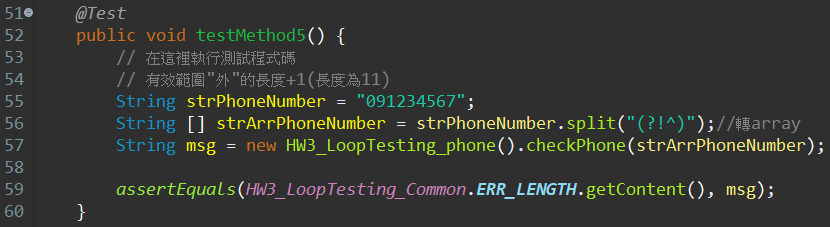 51 @Test
52 public void testMethod5() {
53 // 在這裡執行測試程式碼
54 // 有效範圍"外"的長度+1(長度為11)
55 String strPhoneNumber = "091234567";
56 String [] strArrPhoneNumber = strPhoneNumber.split("(?!^)");//轉array
57 String msg = new HW3_LoopTesting_phone().checkPhone(strArrPhoneNumber);
58
59 assertEquals(HW3_LoopTesting_Common.ERR_LENGTH.getContent(), msg);
60 }